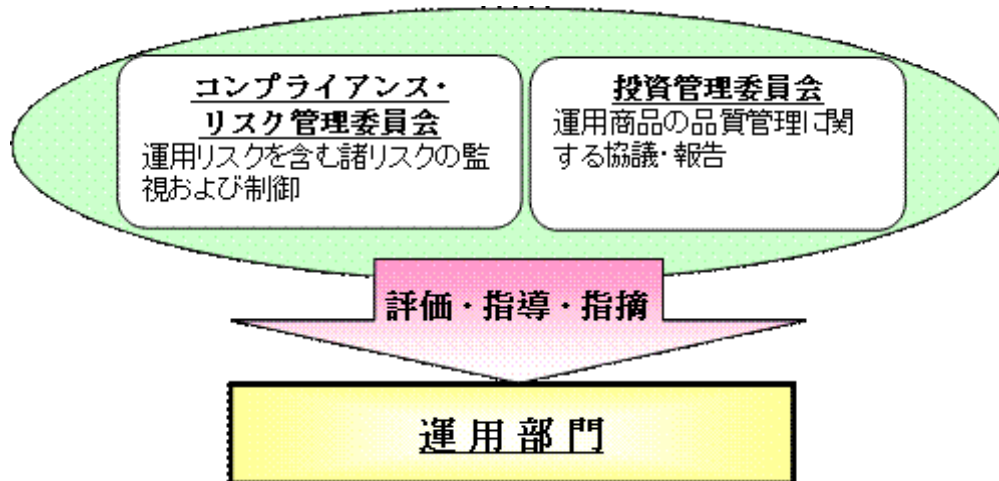 コンプライアンス・
リスク管理委員会
運用リスクを含む諸リスクの監
視および制御
投資管理委員会
運用商品の品質管理に関
する協議・報告
評価・指導・指摘
運用部門